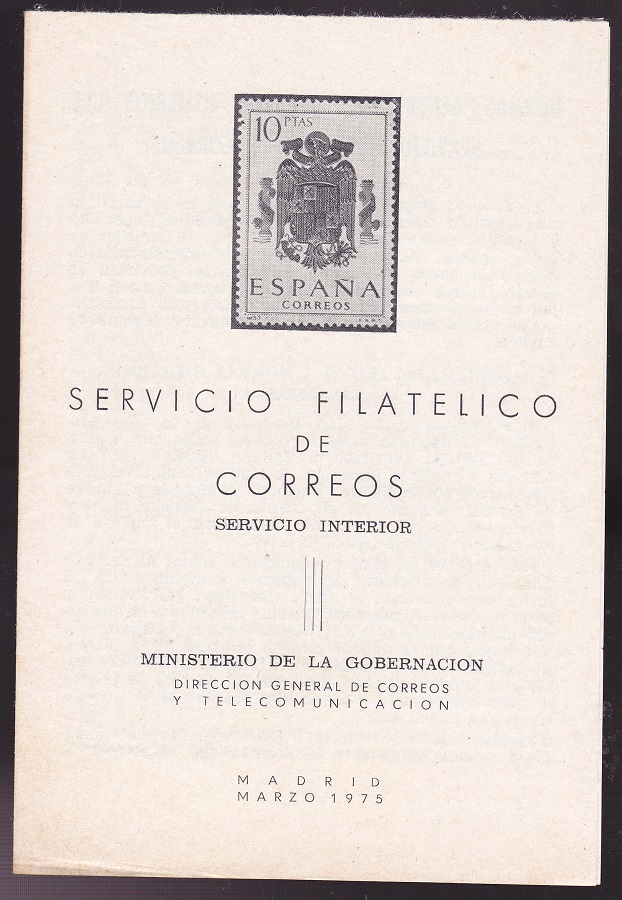 10 PTAS
ESPAÑA
CORREOS
SERVICIO FILATELICO
DE
CORREOS
SERVICIO INTERIOR
MINISTERIO DE LA GOBERNACION
DIRECCION GENERAL DE CORREOS
Y TELECOMUNICACION
MADRID
MARZO 1975